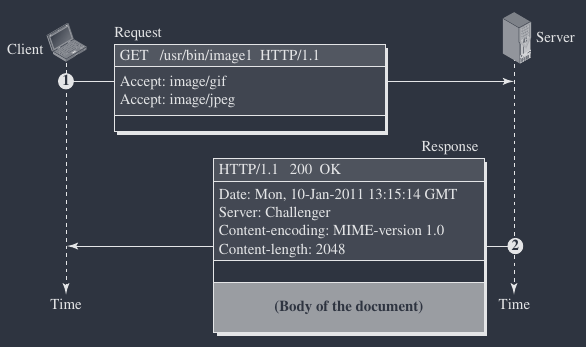 Request
Client
Server
GET /usr/bin/image1 HTTP/1.1
1
Accept: image/gif
Accept: image/jpeg
Response
HTTP/1.1 200 OK
Date: Mon, 10-Jan-2011 13:15:14 GMT
Server: Challenger
Content-encoding: MIME-version 1.0
Content-length: 2048
2
(Body of the document)
Time
Time